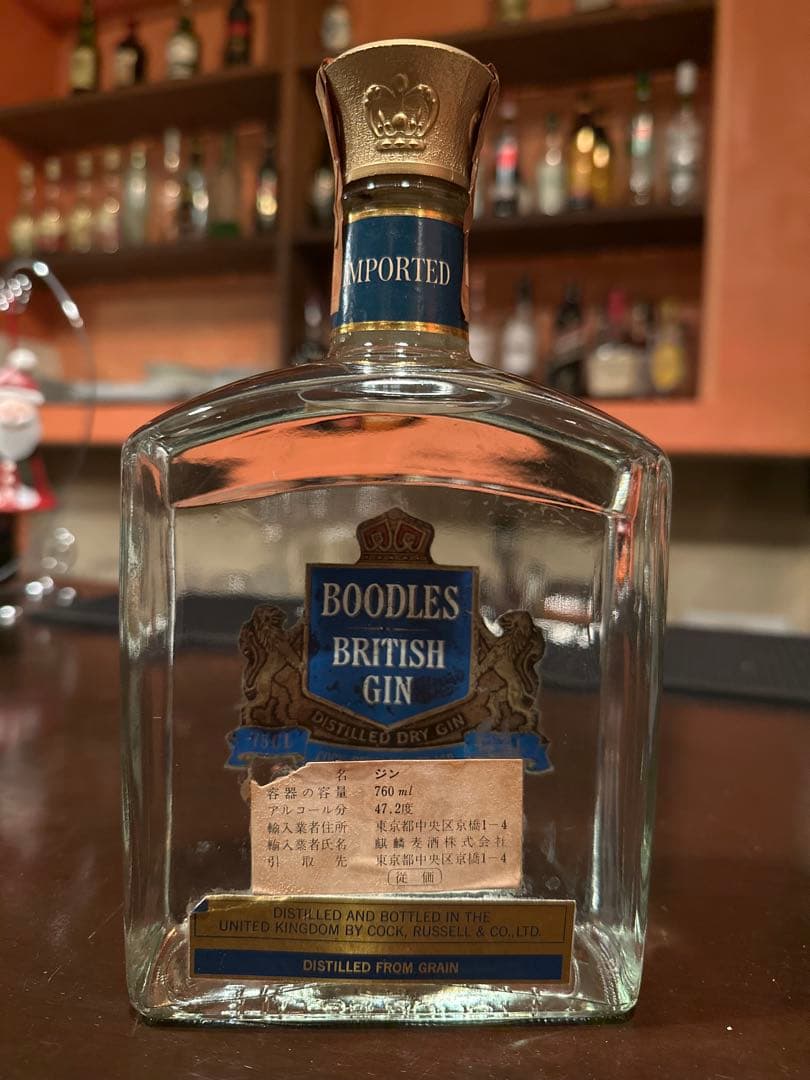 IMPORTED
BOODLES
BRITISH
GIN
DISTILLED DRY GIN
75CL
名 ジン
容器の容量 760 ml
アルコール分 47.2度
輸入業者住所 東京都中央区京橋1-4
輸入業者氏名 麒麟麦酒株式会社
引取先 東京都中央区京橋1-4
従価
DISTILLED AND BOTTLED IN THE
UNITED KINGDOM BY COCK, RUSSELL & CO.,LTD.
DISTILLED FROM GRAIN